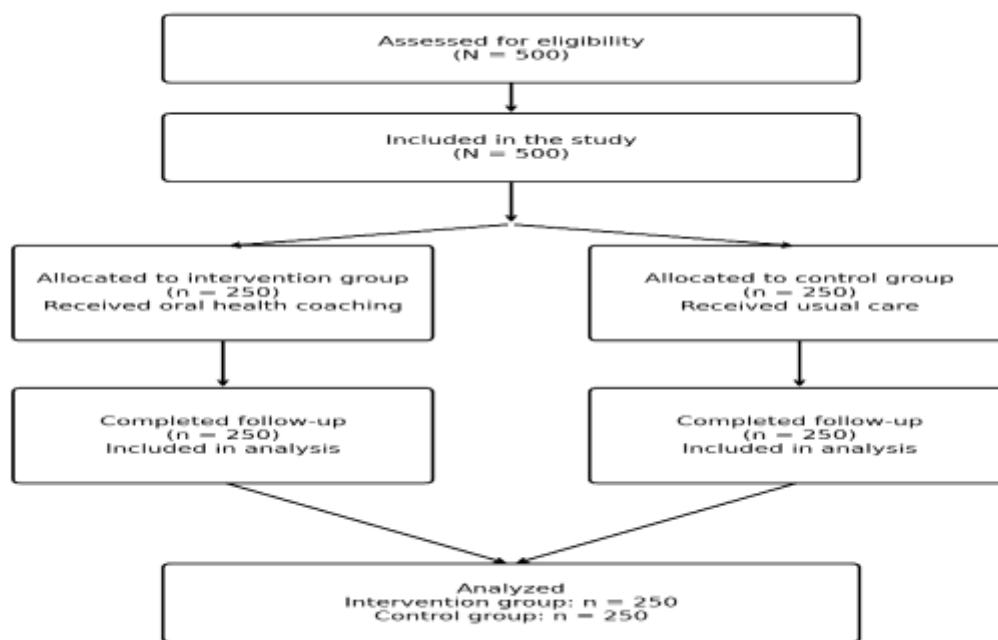 Assessed for eligibility
(N = 500)
Included in the study
(N = 500)
Allocated to intervention group
(n = 250)
Received oral health coaching
Allocated to control group
(n = 250)
Received usual care
Completed follow-up
(n = 250)
Included in analysis
Completed follow-up
(n = 250)
Included in analysis
Analyzed
Intervention group: n = 250
Control group: n = 250